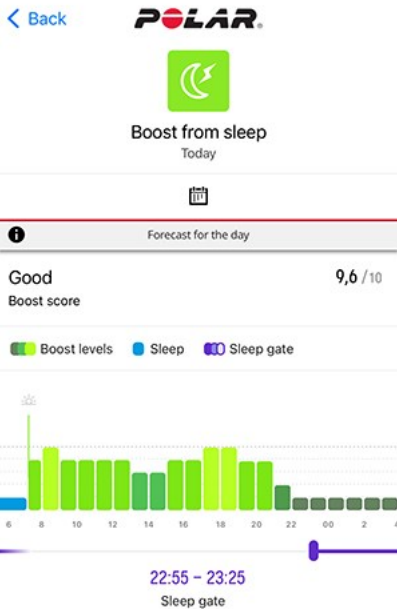 Back
POLAR.
Boost from sleep
Today
Forecast for the day
Good
9,6 /10
Boost score
Boost levels
Sleep
Sleep gate
6 8 10 12 14 16 18 20 22 00 2 4
22:55 – 23:25
Sleep gate